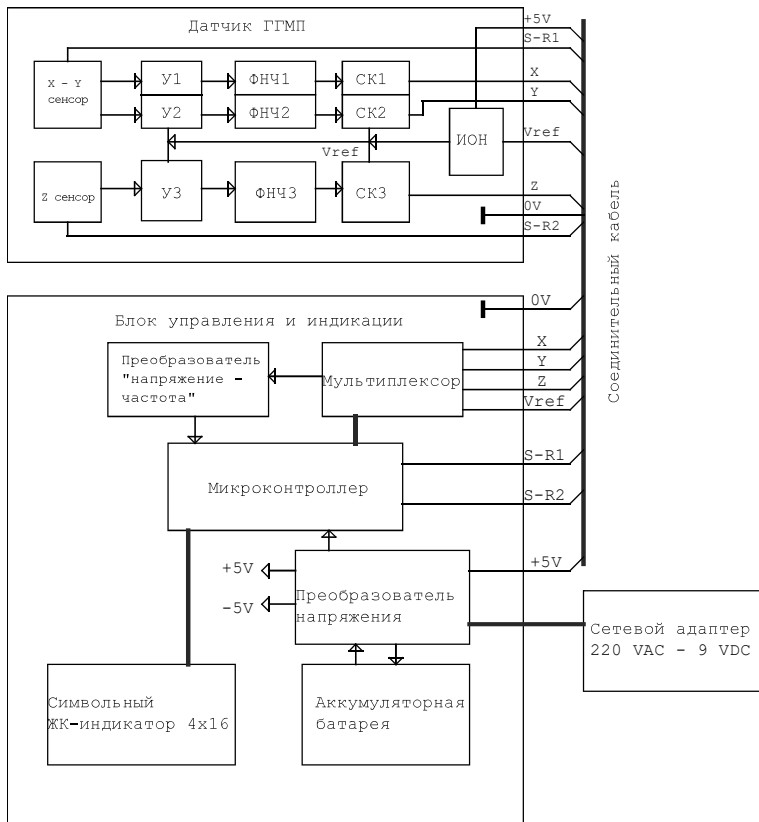 Датчик ГГМП
+5V
S-R1
X – Y
сенсор
У1
ФНЧ1
СК1
X
У2
ФНЧ2
СК2
Y
Vref
ИОН
Vref
Z сенсор
У3
ФНЧ3
СК3
Z
0V
S-R2
Соединительный кабель
0V
Блок управления и индикации
Преобразователь
"напряжение -
частота"
Мультиплексор
X
Y
Z
Vref
Микроконтроллер
S-R1
S-R2
+5V
-5V
Преобразователь
напряжения
+5V
Сетевой адаптер
220 VAC - 9 VDC
Символьный
ЖК-индикатор 4x16
Аккумуляторная
батарея